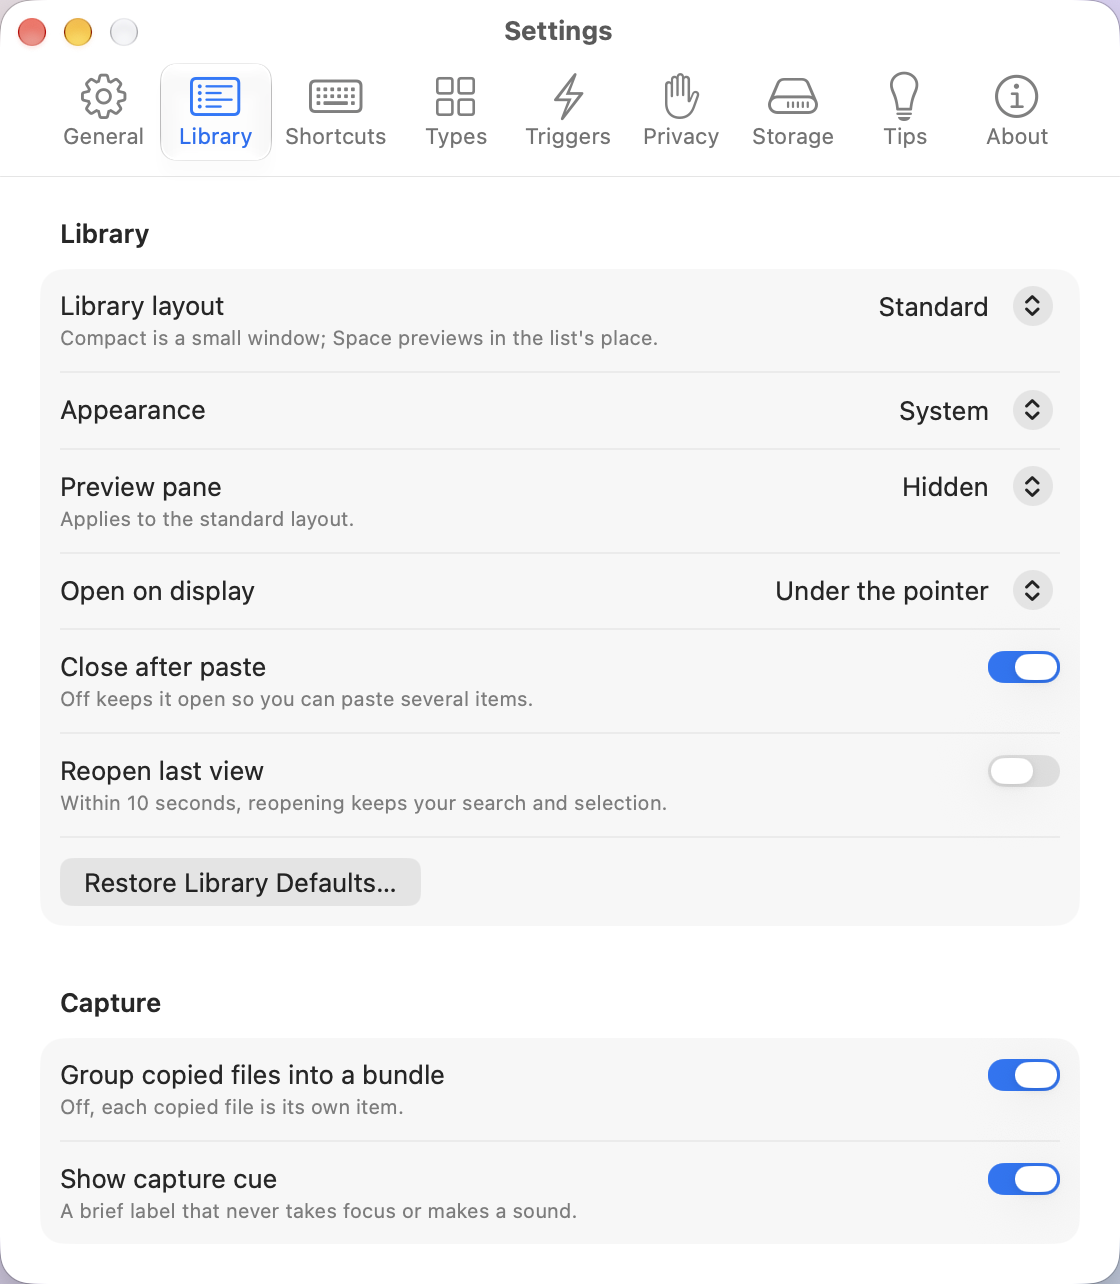 Settings
General
Library
Shortcuts
Types
Triggers
Privacy
Storage
Tips
About
Library
Library layout
Standard
Compact is a small window; Space previews in the list's place.
Appearance
System
Preview pane
Hidden
Applies to the standard layout.
Open on display
Under the pointer
Close after paste
Off keeps it open so you can paste several items.
Reopen last view
Within 10 seconds, reopening keeps your search and selection.
Restore Library Defaults...
Capture
Group copied files into a bundle
Off, each copied file is its own item.
Show capture cue
A brief label that never takes focus or makes a sound.